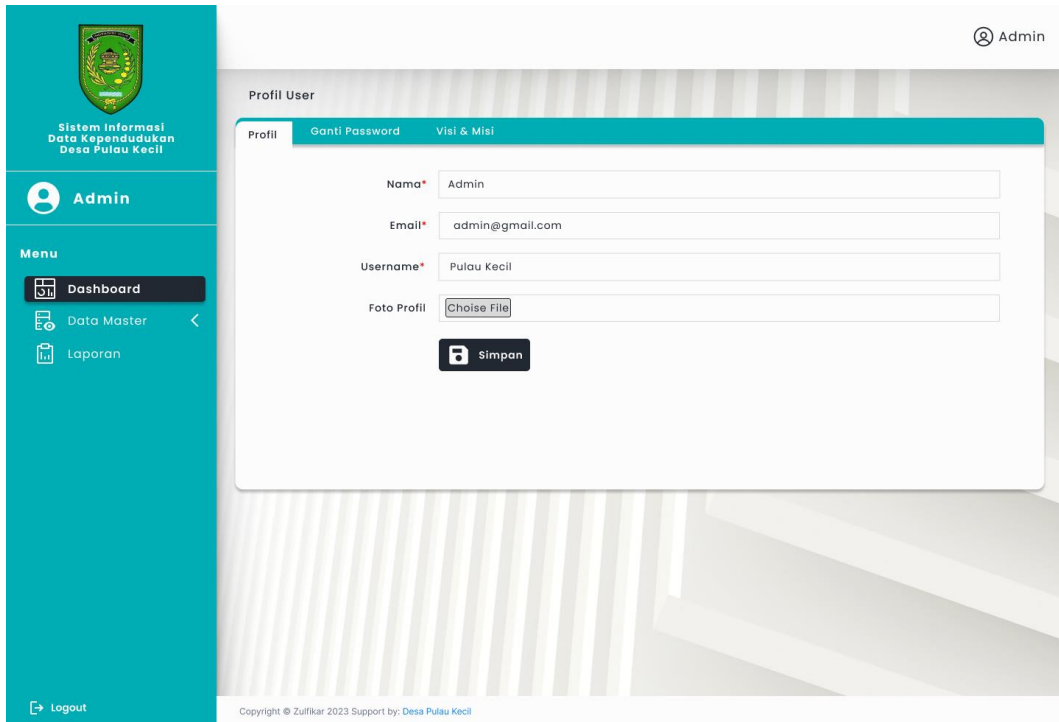 Sistem Informasi
Data Kependudukan
Desa Pulau Kecil
Admin
Menu
Dashboard
Data Master
Laporan
Logout
Admin
Profil User
Profil
Ganti Password
Visi & Misi
Nama* Admin
Email* admin@gmail.com
Username* Pulau Kecil
Foto Profil Choise File
Simpan
Copyright © Zulfikar 2023 Support by: Desa Pulau Kecil